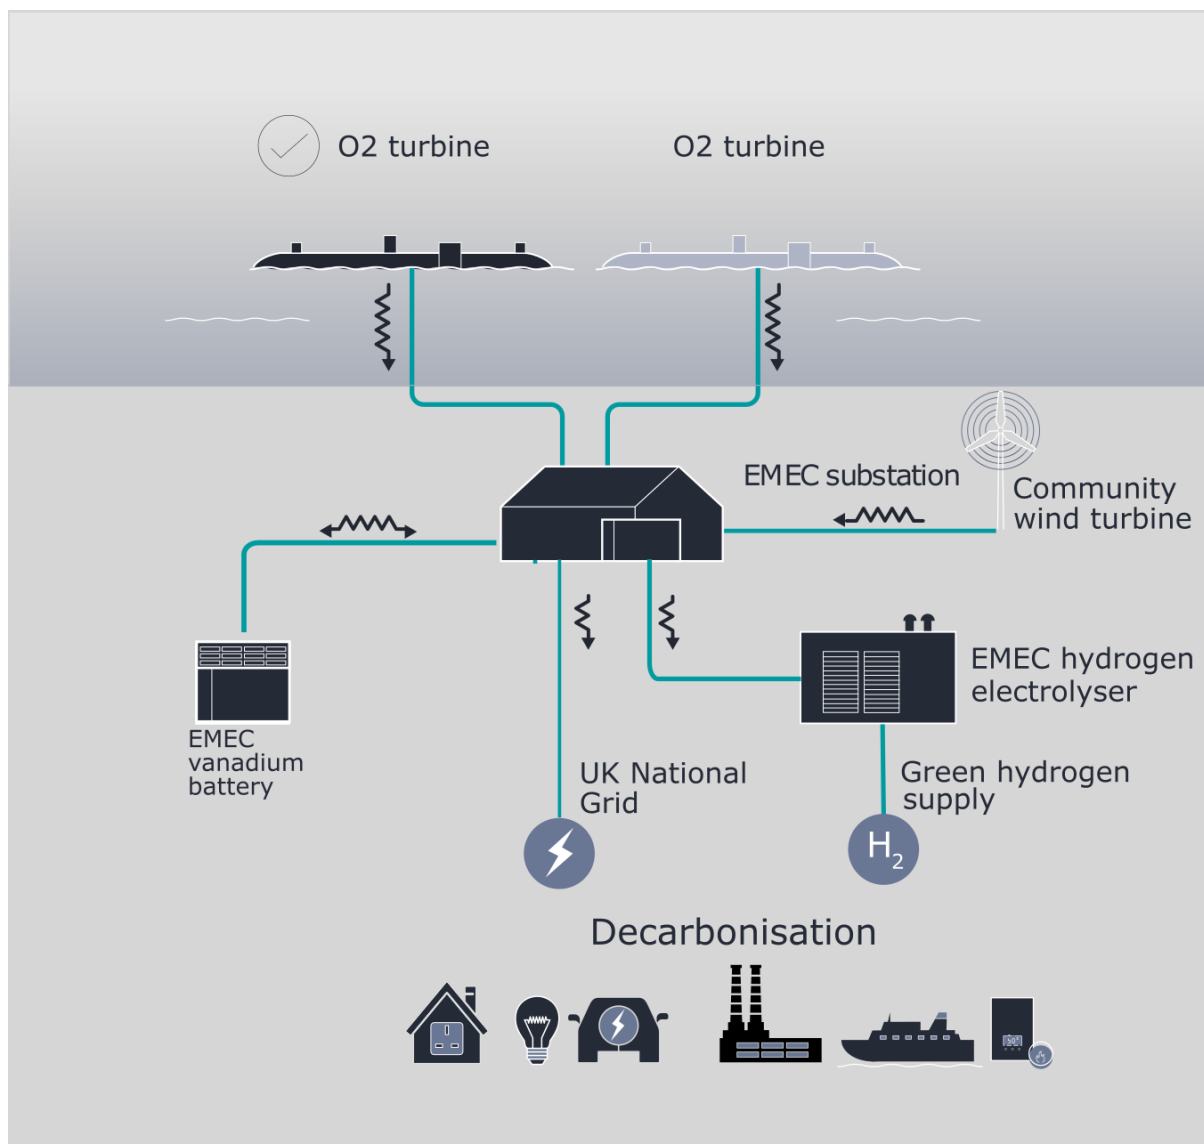 O2 turbine
O2 turbine
EMEC substation
Community
wind turbine
EMEC hydrogen
electrolyser
EMEC
vanadium
battery
UK National
Grid
Green hydrogen
supply
H2
Decarbonisation